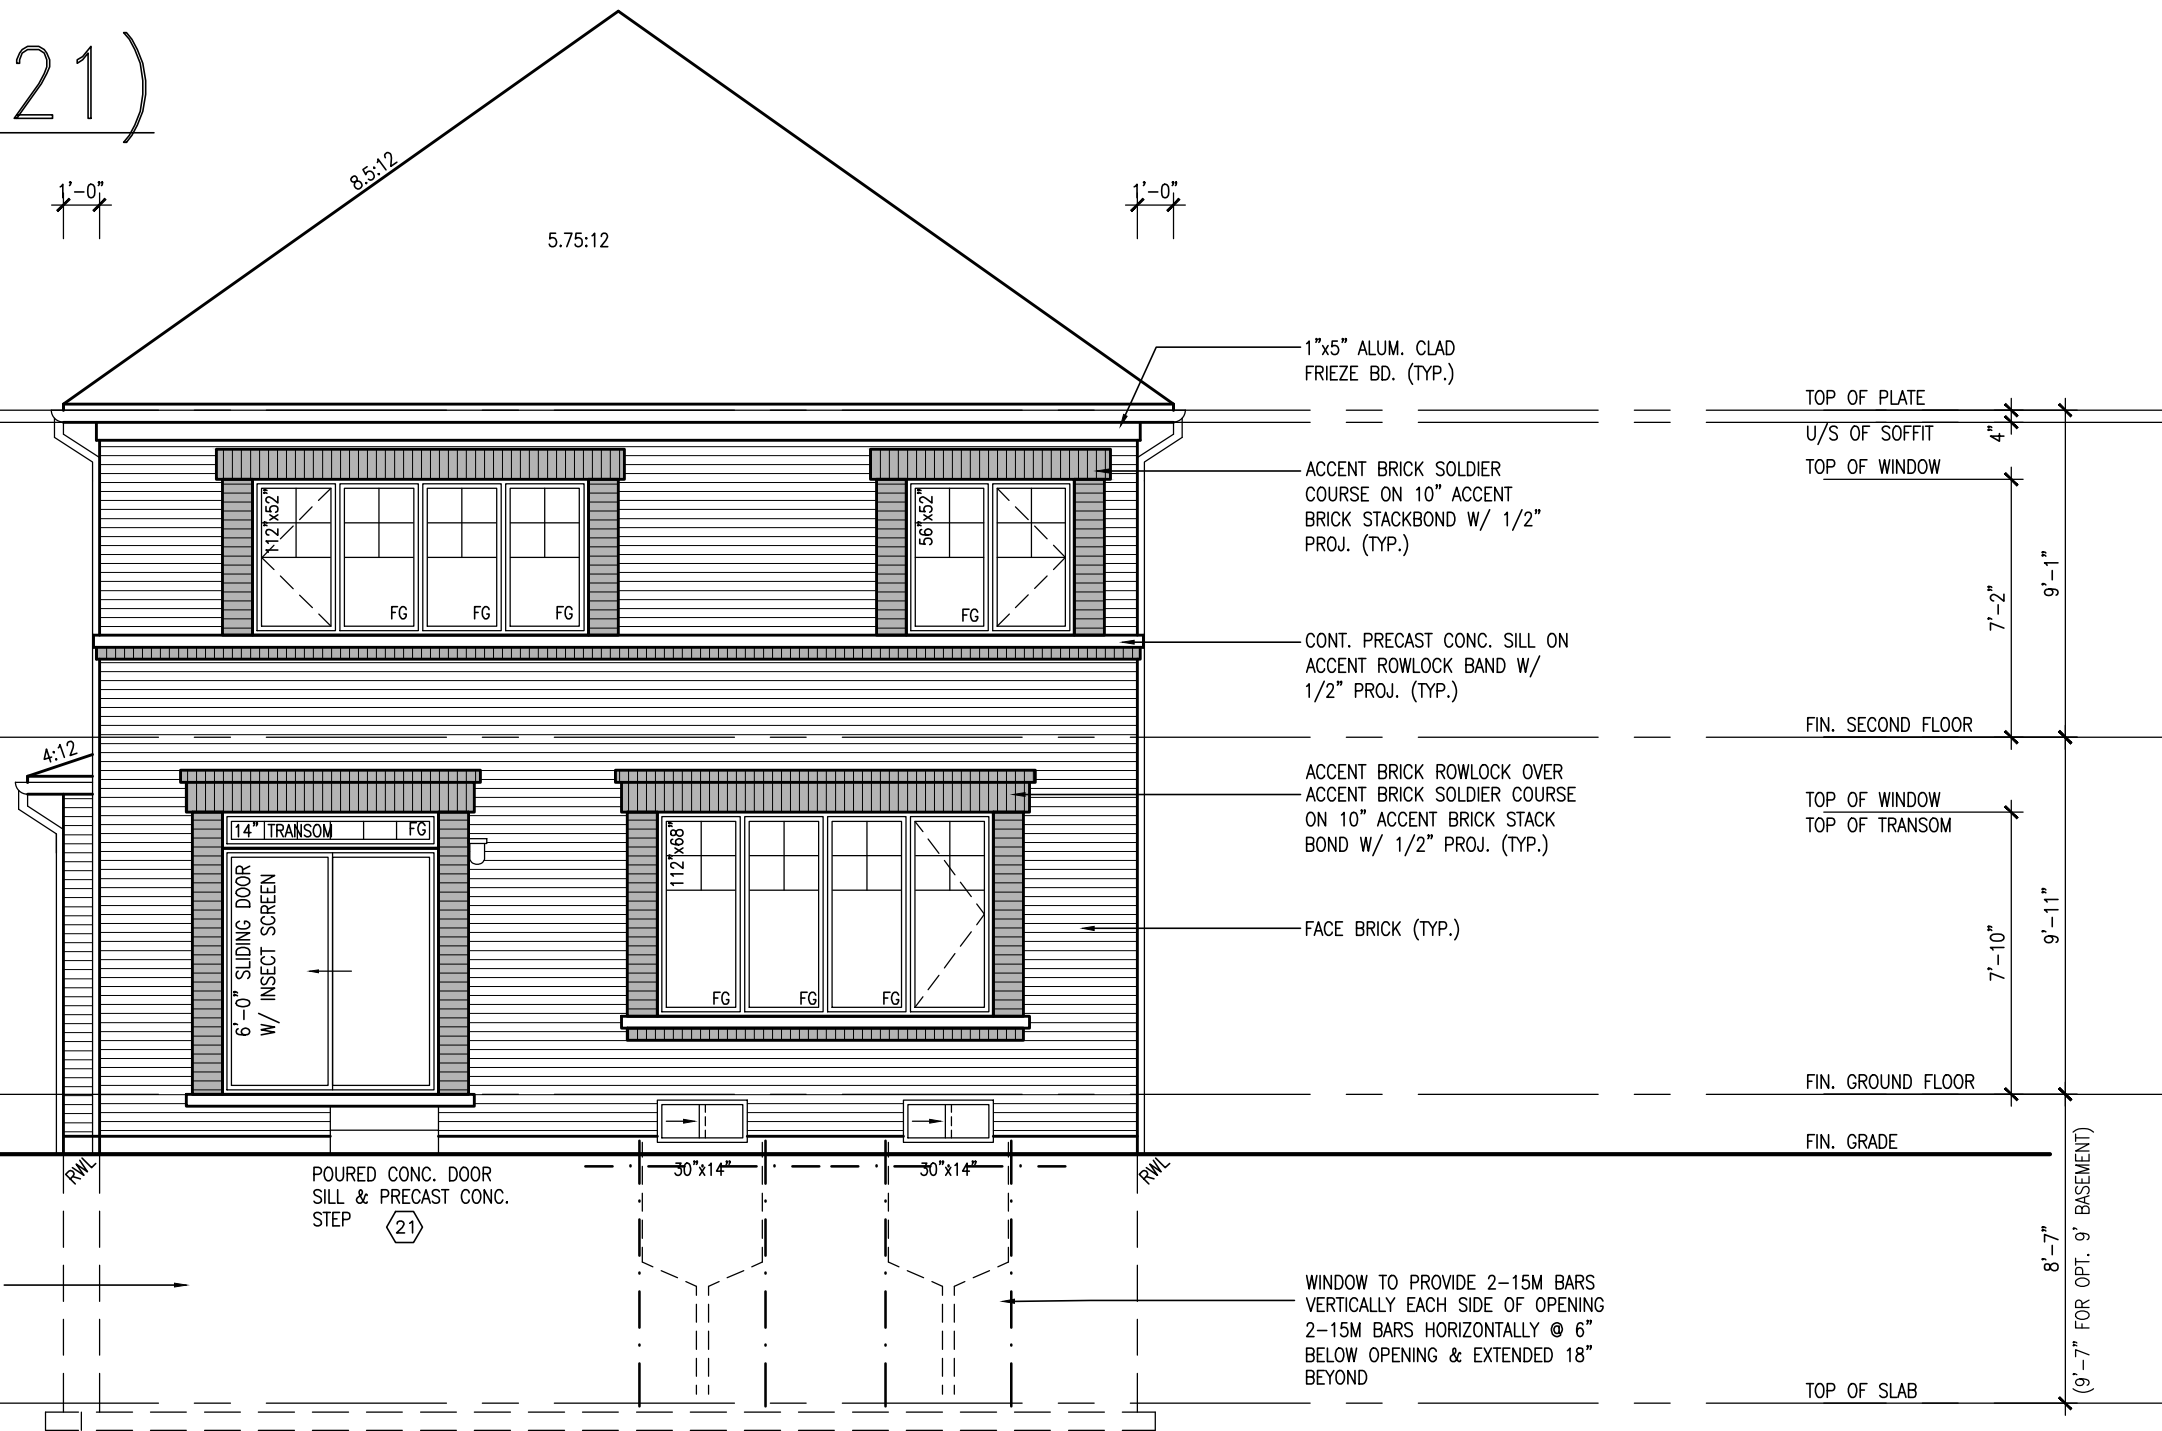 21)
1'-0"
1'-0"
8.5:12
5.75:12
1"x5" ALUM. CLAD
FRIEZE BD. (TYP.)
TOP OF PLATE
U/S OF SOFFIT
4"
TOP OF WINDOW
ACCENT BRICK SOLDIER
COURSE ON 10" ACCENT
BRICK STACKBOND W/ 1/2"
PROJ. (TYP.)
112"x52"
FG
FG
FG
56"x52"
FG
7'-2"
9'-1"
CONT. PRECAST CONC. SILL ON
ACCENT ROWLOCK BAND W/
1/2" PROJ. (TYP.)
FIN. SECOND FLOOR
4:12
ACCENT BRICK ROWLOCK OVER
ACCENT BRICK SOLDIER COURSE
ON 10" ACCENT BRICK STACK
BOND W/ 1/2" PROJ. (TYP.)
TOP OF WINDOW
TOP OF TRANSOM
14" TRANSOM FG
6'-0" SLIDING DOOR
W/ INSECT SCREEN
112"x68"
FG
FG
FG
FACE BRICK (TYP.)
7'-10"
9'-11"
FIN. GROUND FLOOR
FIN. GRADE
RWL
POURED CONC. DOOR
SILL & PRECAST CONC.
STEP
21
30"x14"
30"x14"
RWL
8'-7"
(9'-7" FOR OPT. 9' BASEMENT)
WINDOW TO PROVIDE 2-15M BARS
VERTICALLY EACH SIDE OF OPENING
2-15M BARS HORIZONTALLY @ 6"
BELOW OPENING & EXTENDED 18"
BEYOND
TOP OF SLAB